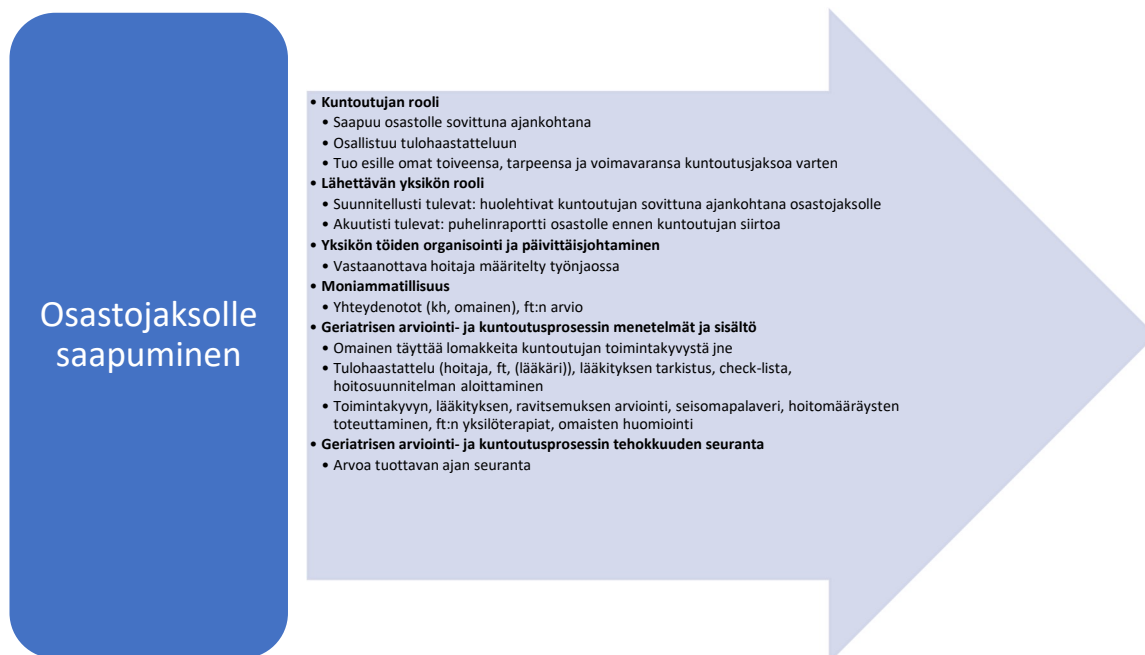 Osastojaksolle
saapuminen
• Kuntoutujan rooli
• Saapuu osastolle sovittuna ajankohtana
• Osallistuu tulohaastatteluun
• Tuo esille omat toiveensa, tarpeensa ja voimavaransa kuntoutusjaksoa varten
• Lähettävän yksikön rooli
• Suunnitellusti tulevat: huolehtivat kuntoutujan sovittuna ajankohtana osastojaksolle
• Akuutisti tulevat: puhelinraportti osastolle ennen kuntoutujan siirtoa
• Yksikön töiden organisointi ja päivittäisjohtaminen
• Vastaanottava hoitaja määritelty työnjaossa
• Moniammatillisuus
• Yhteydenotot (kh, omainen), ft:n arvio
• Geriatrisen arviointi- ja kuntoutusprosessin menetelmät ja sisältö
• Omainen täyttää lomakkeita kuntoutujan toimintakyvystä jne
• Tulohaastattelu (hoitaja, ft, (lääkäri)), lääkityksen tarkistus, check-lista,
hoitosuunnitelman aloittaminen
• Toimintakyvyn, lääkityksen, ravitsemuksen arviointi, seisomapalaveri, hoitomääräysten
toteuttaminen, ft:n yksilöterapiat, omaisten huomiointi
• Geriatrisen arviointi- ja kuntoutusprosessin tehokkuuden seuranta
• Arvoa tuottavan ajan seuranta